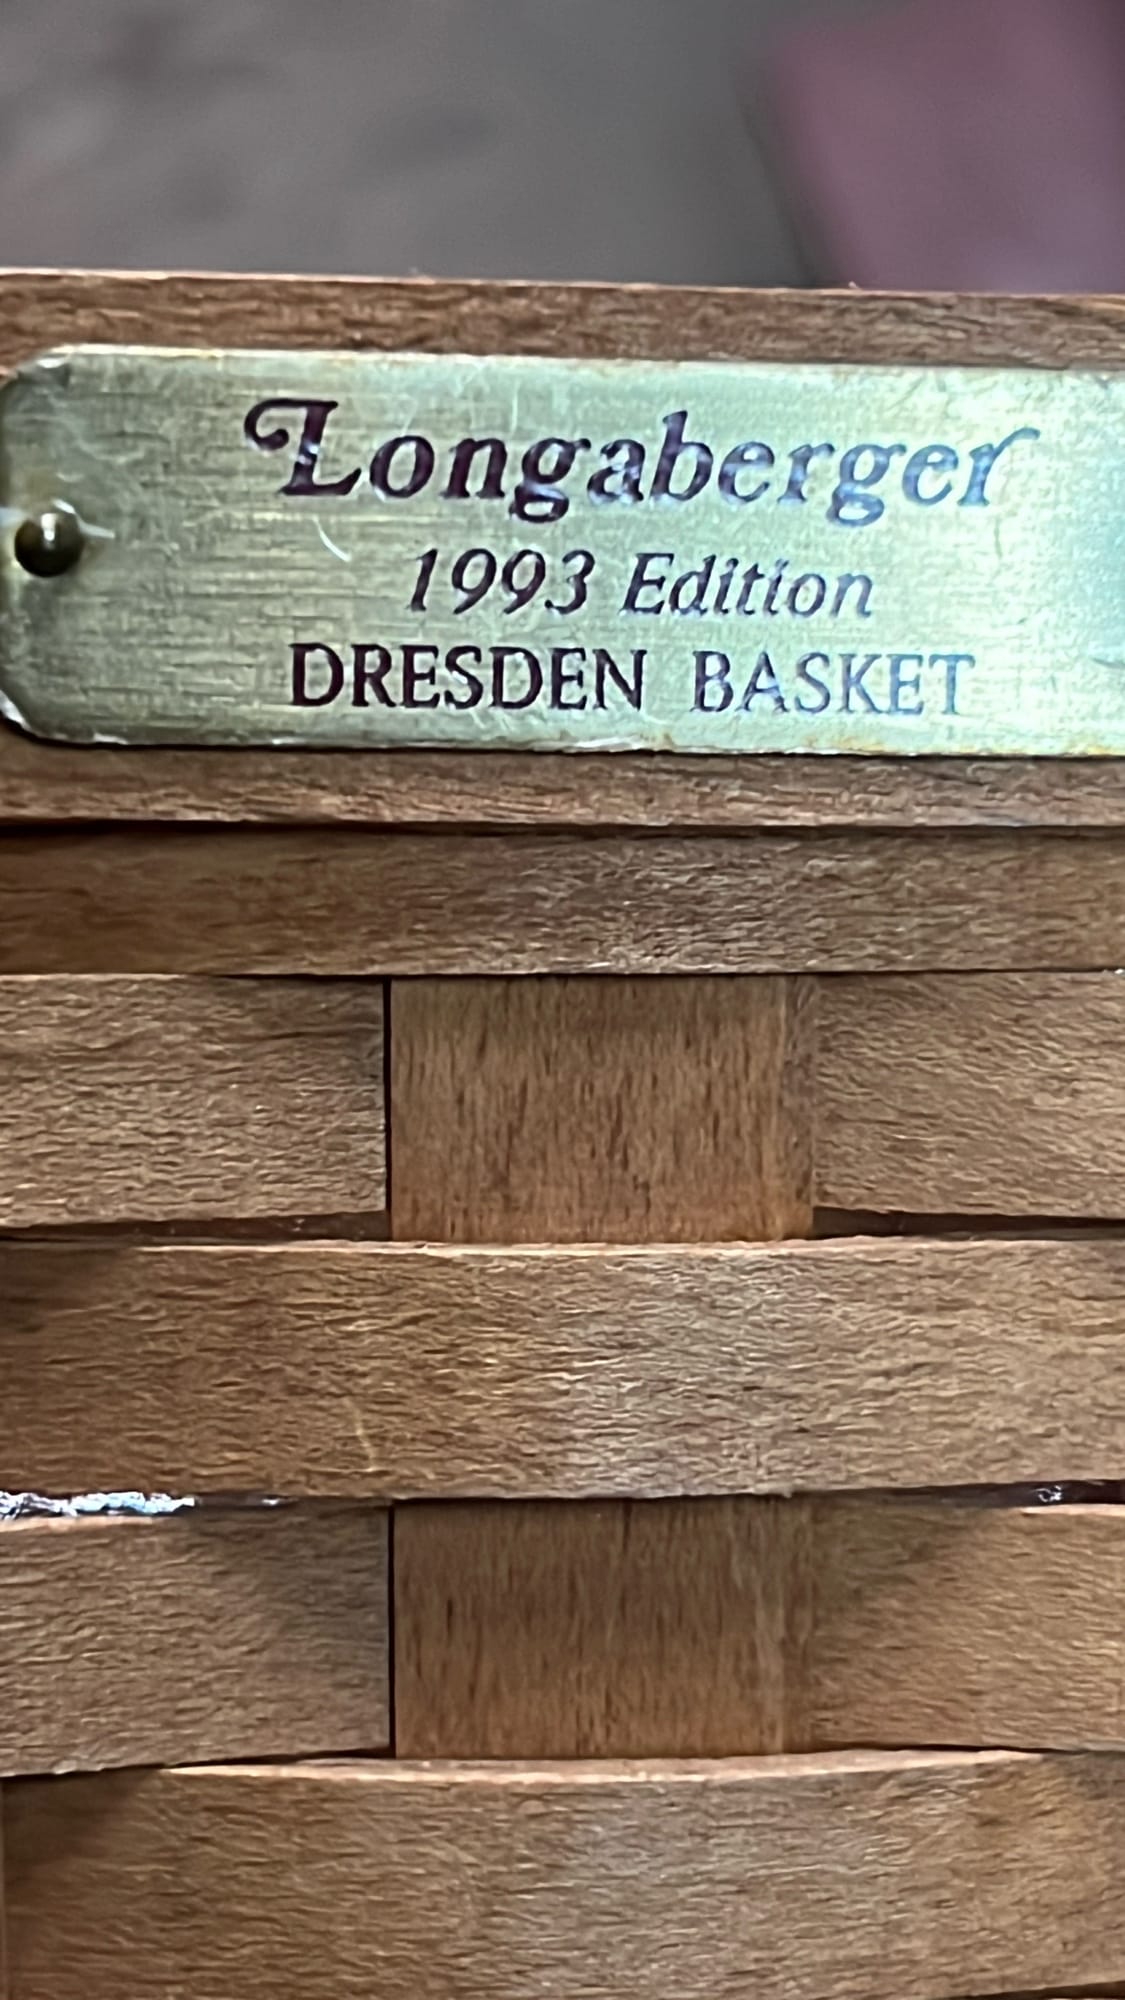 Longaberger
1993 Edition
DRESDEN BASKET